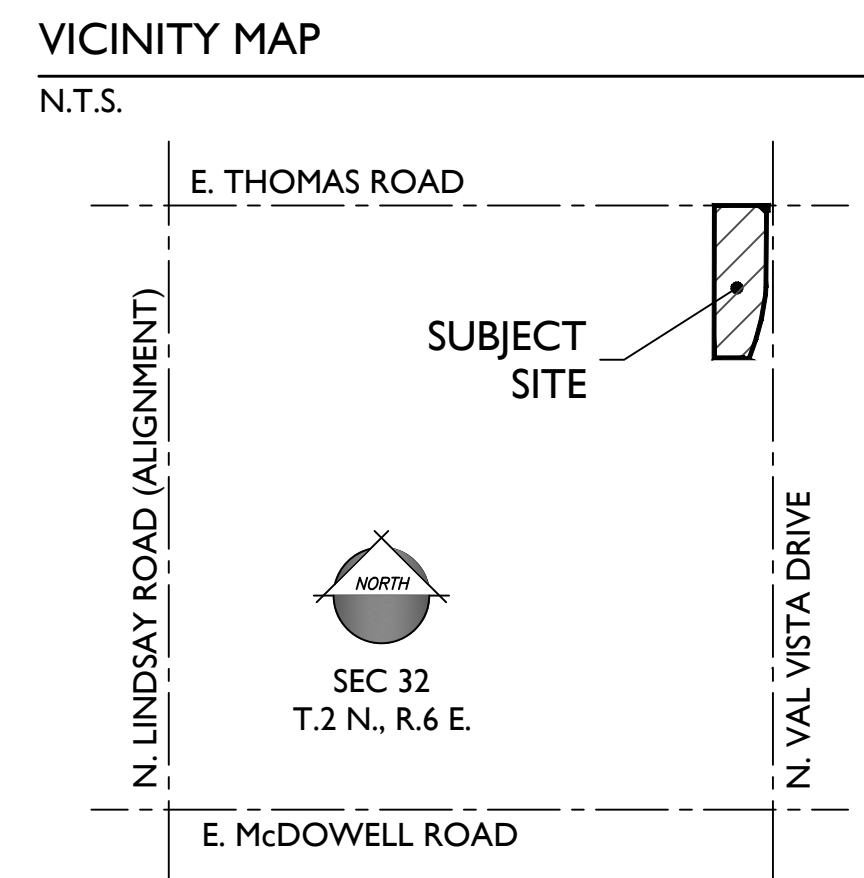 VICINITY MAP
N.T.S.
E. THOMAS ROAD
N. LINDSAY ROAD (ALIGNMENT)
SUBJECT
SITE
N. VAL VISTA DRIVE
NORTH
SEC 32
T.2 N., R.6 E.
E. McDOWELL ROAD